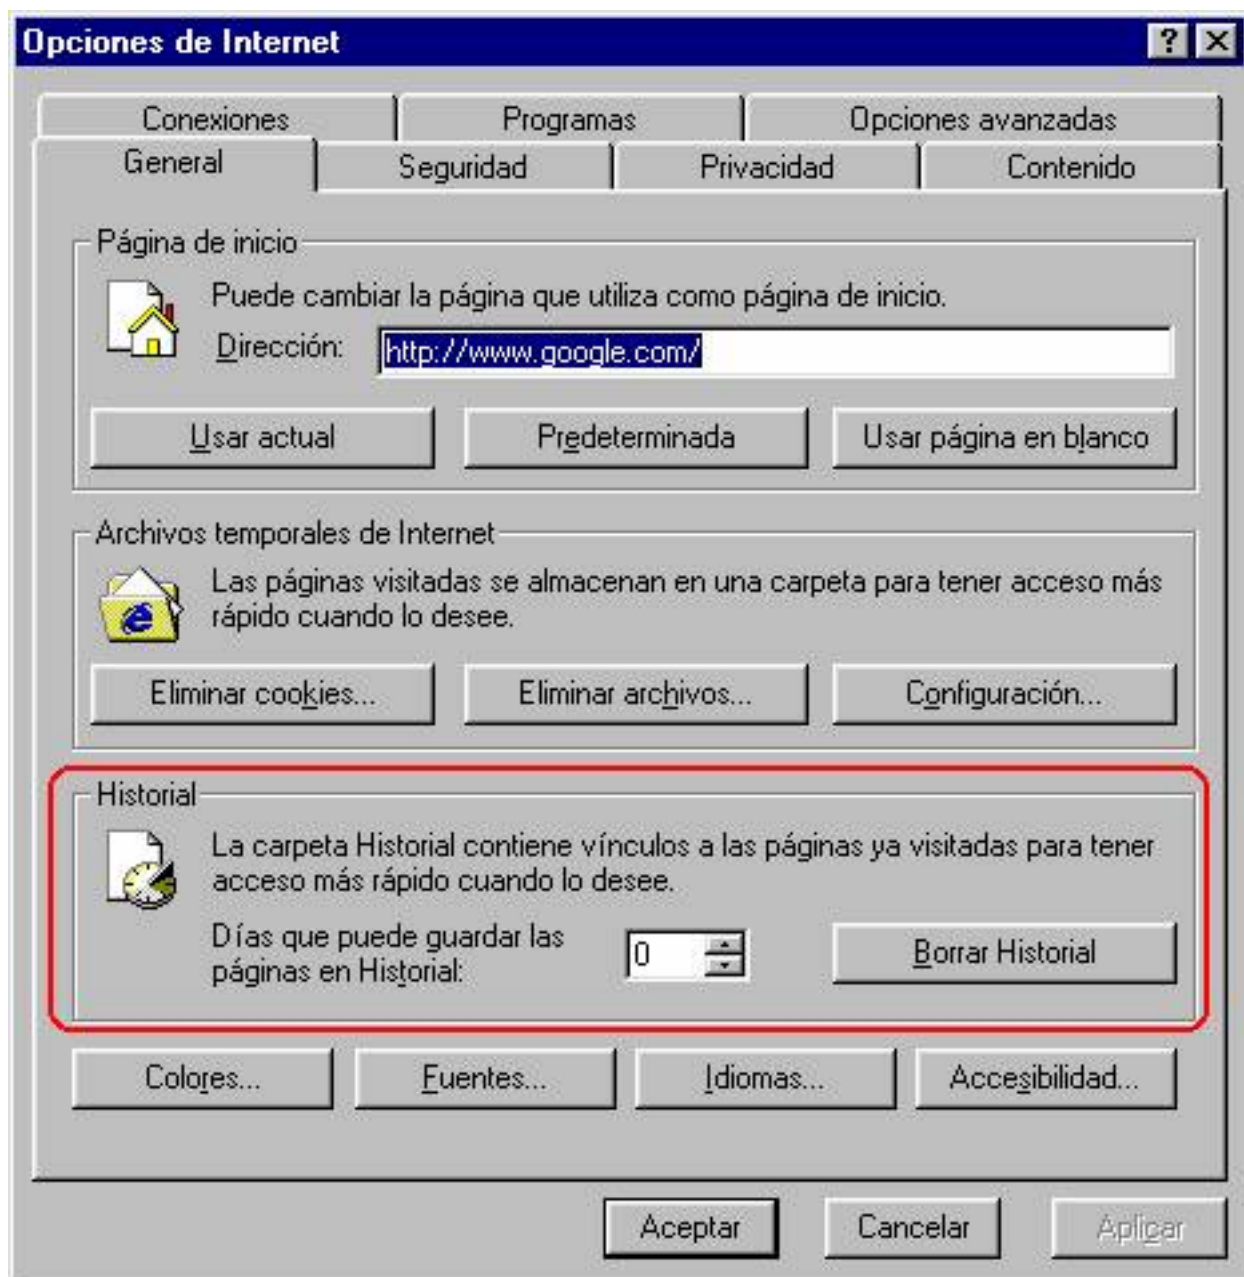 Opciones de Internet
Conexiones Programas Opciones avanzadas
General Seguridad Privacidad Contenido
Página de inicio
Puede cambiar la página que utiliza como página de inicio.
Dirección: http://www.google.com/
Usar actual Predeterminada Usar página en blanco
Archivos temporales de Internet
Las páginas visitadas se almacenan en una carpeta para tener acceso más
rápido cuando lo desee.
Eliminar cookies... Eliminar archivos... Configuración...
Historial
La carpeta Historial contiene vínculos a las páginas ya visitadas para tener
acceso más rápido cuando lo desee.
Días que puede guardar las
páginas en Historial: 0 Borrar Historial
Colores... Fuentes... Idiomas... Accesibilidad...
Aceptar Cancelar Aplicar